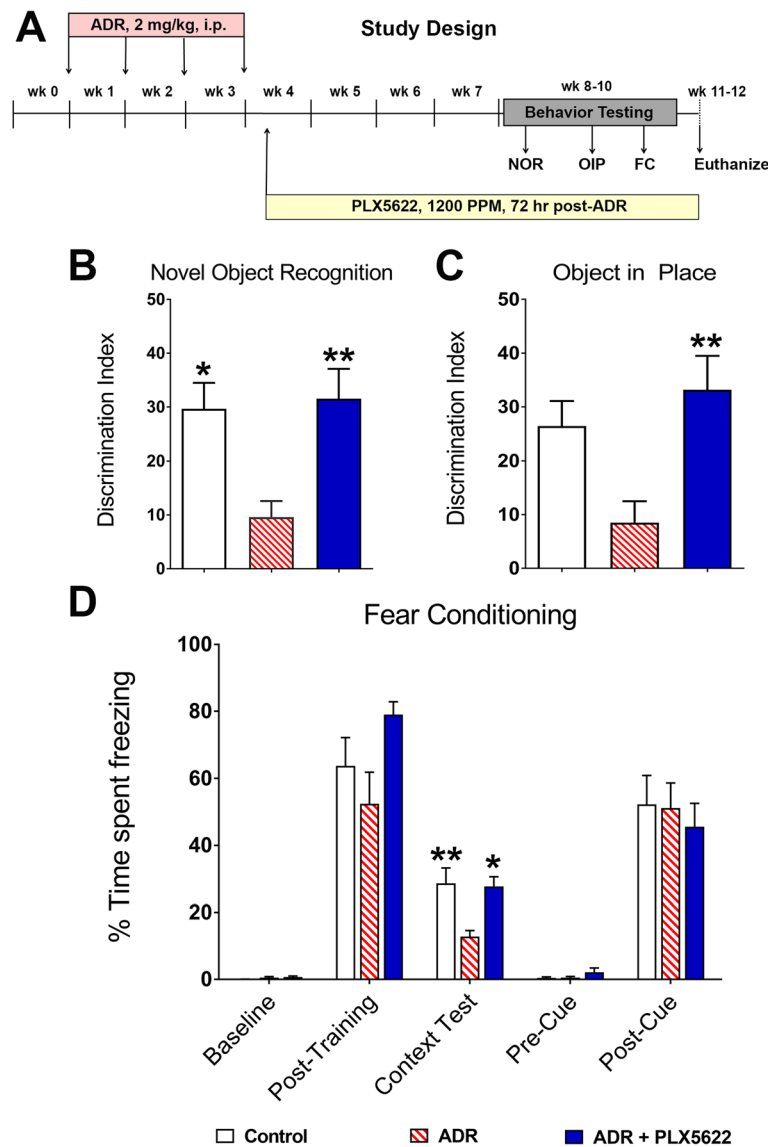 A
ADR, 2 mg/kg, i.p.
Study Design
wk 0 wk 1 wk 2 wk 3 wk 4 wk 5 wk 6 wk 7 wk 8-10 wk 11-12
Behavior Testing
NOR OIP FC Euthanize
PLX5622, 1200 PPM, 72 hr post-ADR
B
Novel Object Recognition
Discrimination Index
50
40
30
20
10
0
* **
C
Object in Place
Discrimination Index
50
40
30
20
10
0
**
D
Fear Conditioning
% Time spent freezing
100
80
60
40
20
0
** *
Baseline Post-Training Context Test Pre-Cue Post-Cue
Control ADR ADR + PLX5622